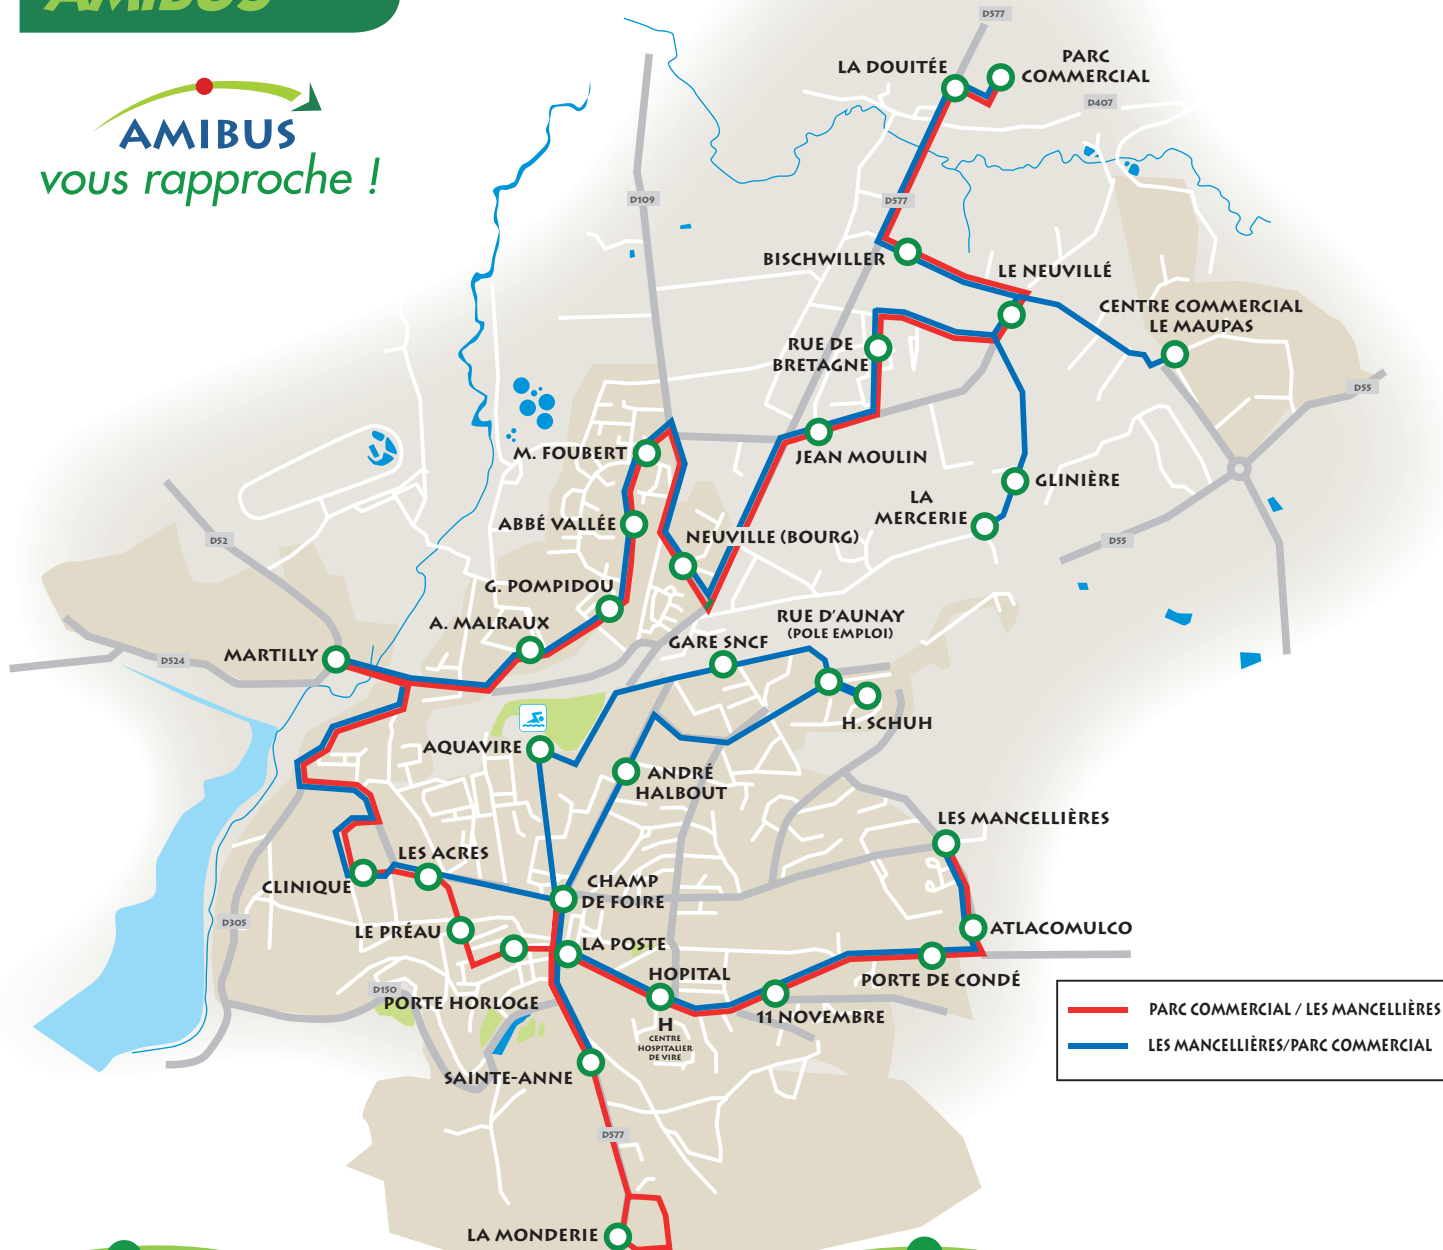 AMIBUS
AMIBUS
vous rapproche !
D577
LA DOUITÉE
PARC
COMMERCIAL
D407
D109
D577
BISCHWILLER
LE NEUVILLÉ
CENTRE COMMERCIAL
LE MAUPAS
RUE DE
BRETAGNE
D55
M. FOUBERT
JEAN MOULIN
GLINIÈRE
LA
MERCERIE
ABBÉ VALLÉE
NEUVILLE (BOURG)
D52
D55
G. POMPIDOU
A. MALRAUX
RUE D'AUNAY
(POLE EMPLOI)
GARE SNCF
MARTILLY
D524
H. SCHUH
AQUAVIRE
ANDRÉ
HALBOUT
LES MANCELLIÈRES
LES ACRES
CLINIQUE
CHAMP
DE FOIRE
D305
LE PRÉAU
LA POSTE
ATLACOMULCO
HOPITAL
PORTE DE CONDÉ
D150
PORTE HORLOGE
11 NOVEMBRE
H
CENTRE
HOSPITALIER
DE VIRE
PARC COMMERCIAL / LES MANCELLIÈRES
LES MANCELLIÈRES/PARC COMMERCIAL
SAINTE-ANNE
D577
LA MONDERIE